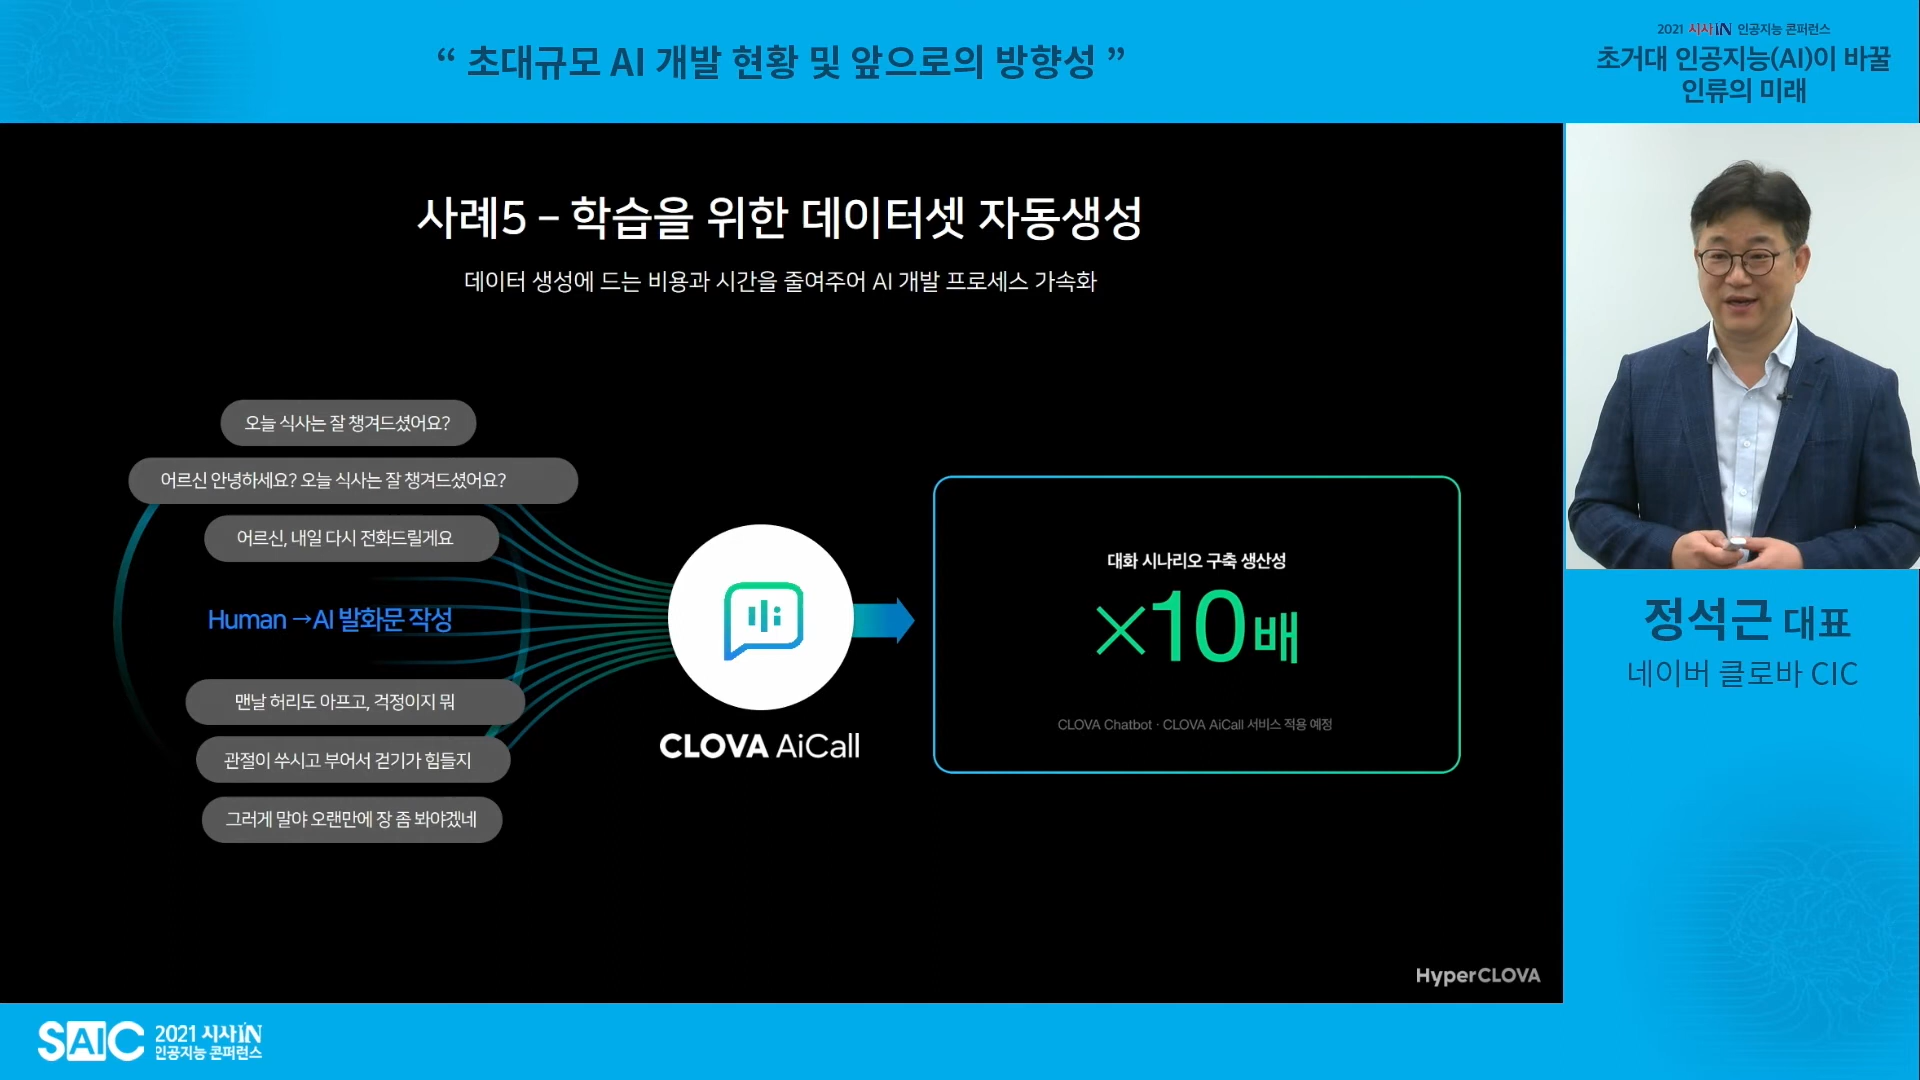 “ 초대규모 AI 개발 현황 및 앞으로의 방향성 ”
2021 시사IN 인공지능 콘퍼런스
초거대 인공지능(AI)이 바꿀
인류의 미래
사례5 – 학습을 위한 데이터셋 자동생성
데이터 생성에 드는 비용과 시간을 줄여주어 AI 개발 프로세스 가속화
오늘 식사는 잘 챙겨드셨어요?
어르신 안녕하세요? 오늘 식사는 잘 챙겨드셨어요?
어르신, 내일 다시 전화드릴게요
Human →AI 발화문 작성
맨날 허리도 아프고, 걱정이지 뭐
관절이 쑤시고 부어서 걷기가 힘들지
그러게 말야 오랜만에 장 좀 봐야겠네
CLOVA AiCall
대화 시나리오 구축 생산성
×10배
CLOVA Chatbot · CLOVA AiCall 서비스 적용 예정
HyperCLOVA
정석근 대표
네이버 클로바 CIC
SAIC
2021 시사IN
인공지능 콘퍼런스